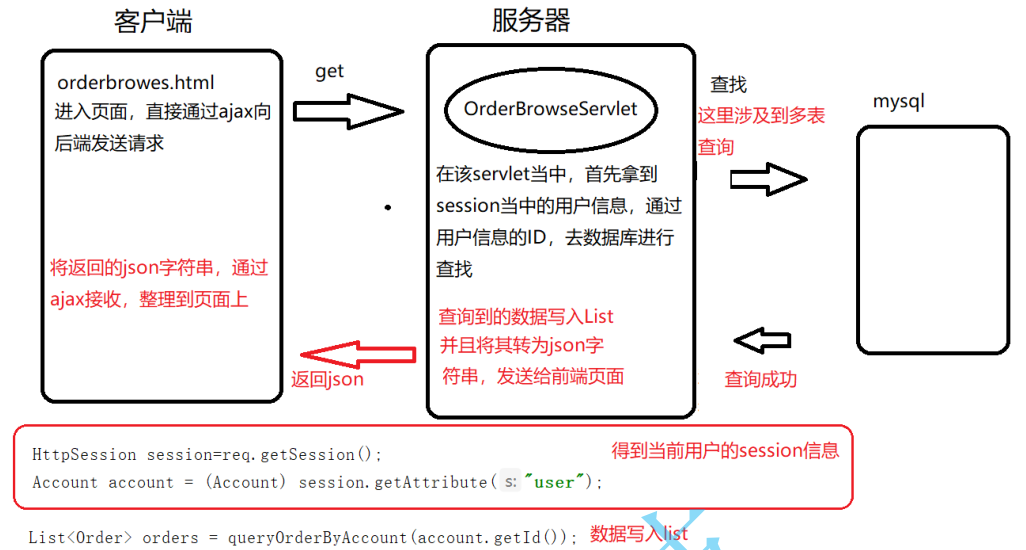 客户端
服务器
orderbrowes.html
进入页面，直接通过ajax向
后端发送请求
get
OrderBrowseServlet
查找
这里涉及到多表
查询
mysql
在该servlet当中，首先拿到
session当中的用户信息，通过
用户信息的ID，去数据库进行
查找
将返回的json字符串，通过
ajax接收，整理到页面上
查询到的数据写入List
并且将其转为json字
符串，发送给前端页面
返回json
查询成功
HttpSession session=req.getSession();
得到当前用户的session信息
Account account = (Account) session.getAttribute( s: "user");
List<Order> orders = queryOrderByAccount(account.getId());
数据写入list